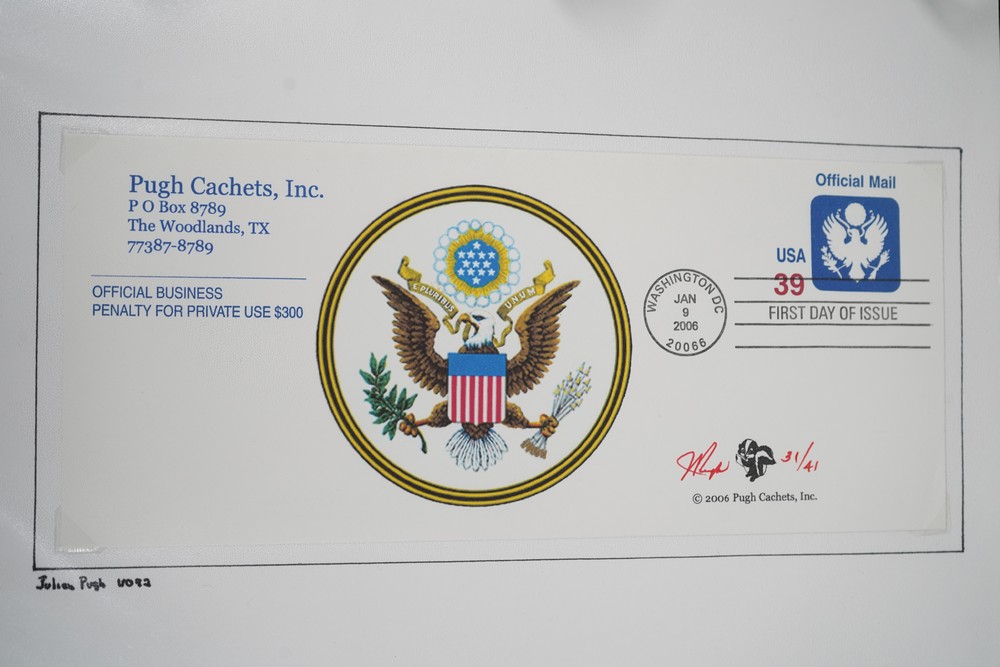 Pugh Cachets, Inc.
P O Box 8789
The Woodlands, TX
77387-8789
OFFICIAL BUSINESS
PENALTY FOR PRIVATE USE $300
E PLURIBUS UNUM
Official Mail
USA
39
WASHINGTON DC
JAN
9
2006
20066
FIRST DAY OF ISSUE
31/41
© 2006 Pugh Cachets, Inc.
Julian Pugh UO92